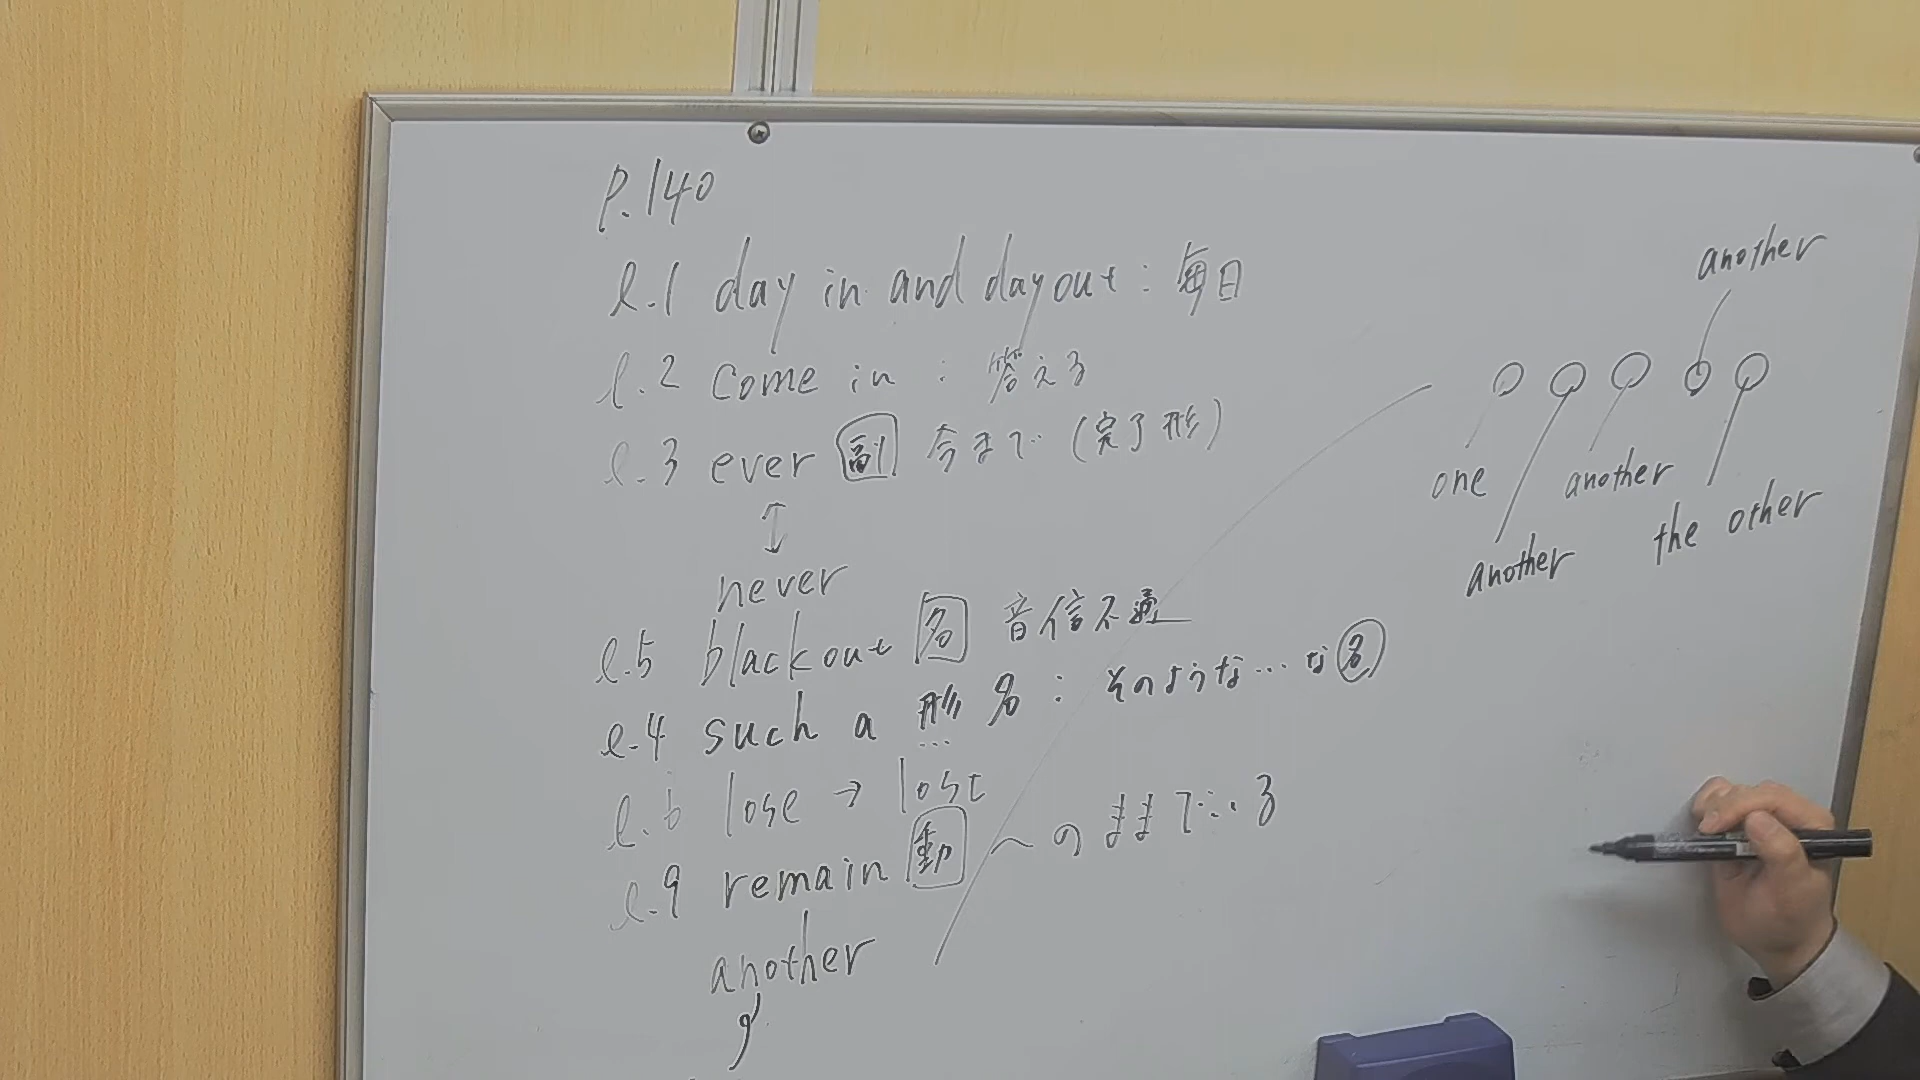 P.140
l.1 day in and day out : 毎日
l.2 come in : 答える
l.3 ever 副 今まで (完了形)
↕
never
l.5 blackout 名 音信不通
l.4 such a 形 名 : そのような…な名
l.6 lose → lost
l.9 remain 動 〜のままでいる
another
another
one
another
another
the other